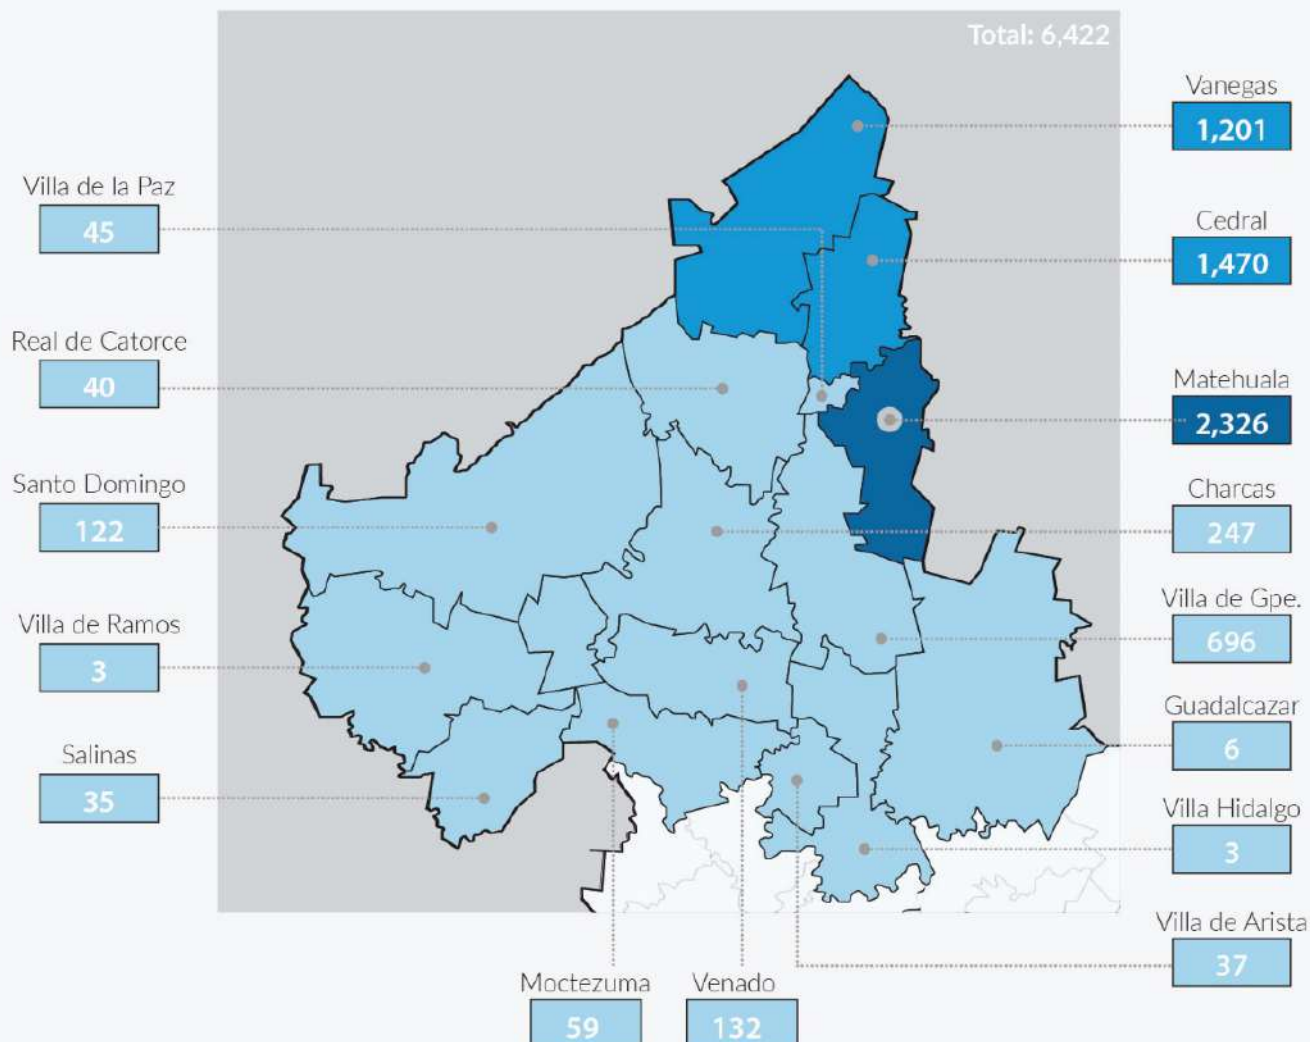 Total: 6,422
Vanegas
1,201
Villa de la Paz
45
Cedral
1,470
Real de Catorce
40
Matehuala
2,326
Santo Domingo
122
Charcas
247
Villa de Ramos
3
Villa de Gpe.
696
Guadalcazar
6
Salinas
35
Villa Hidalgo
3
Villa de Arista
37
Moctezuma
59
Venado
132